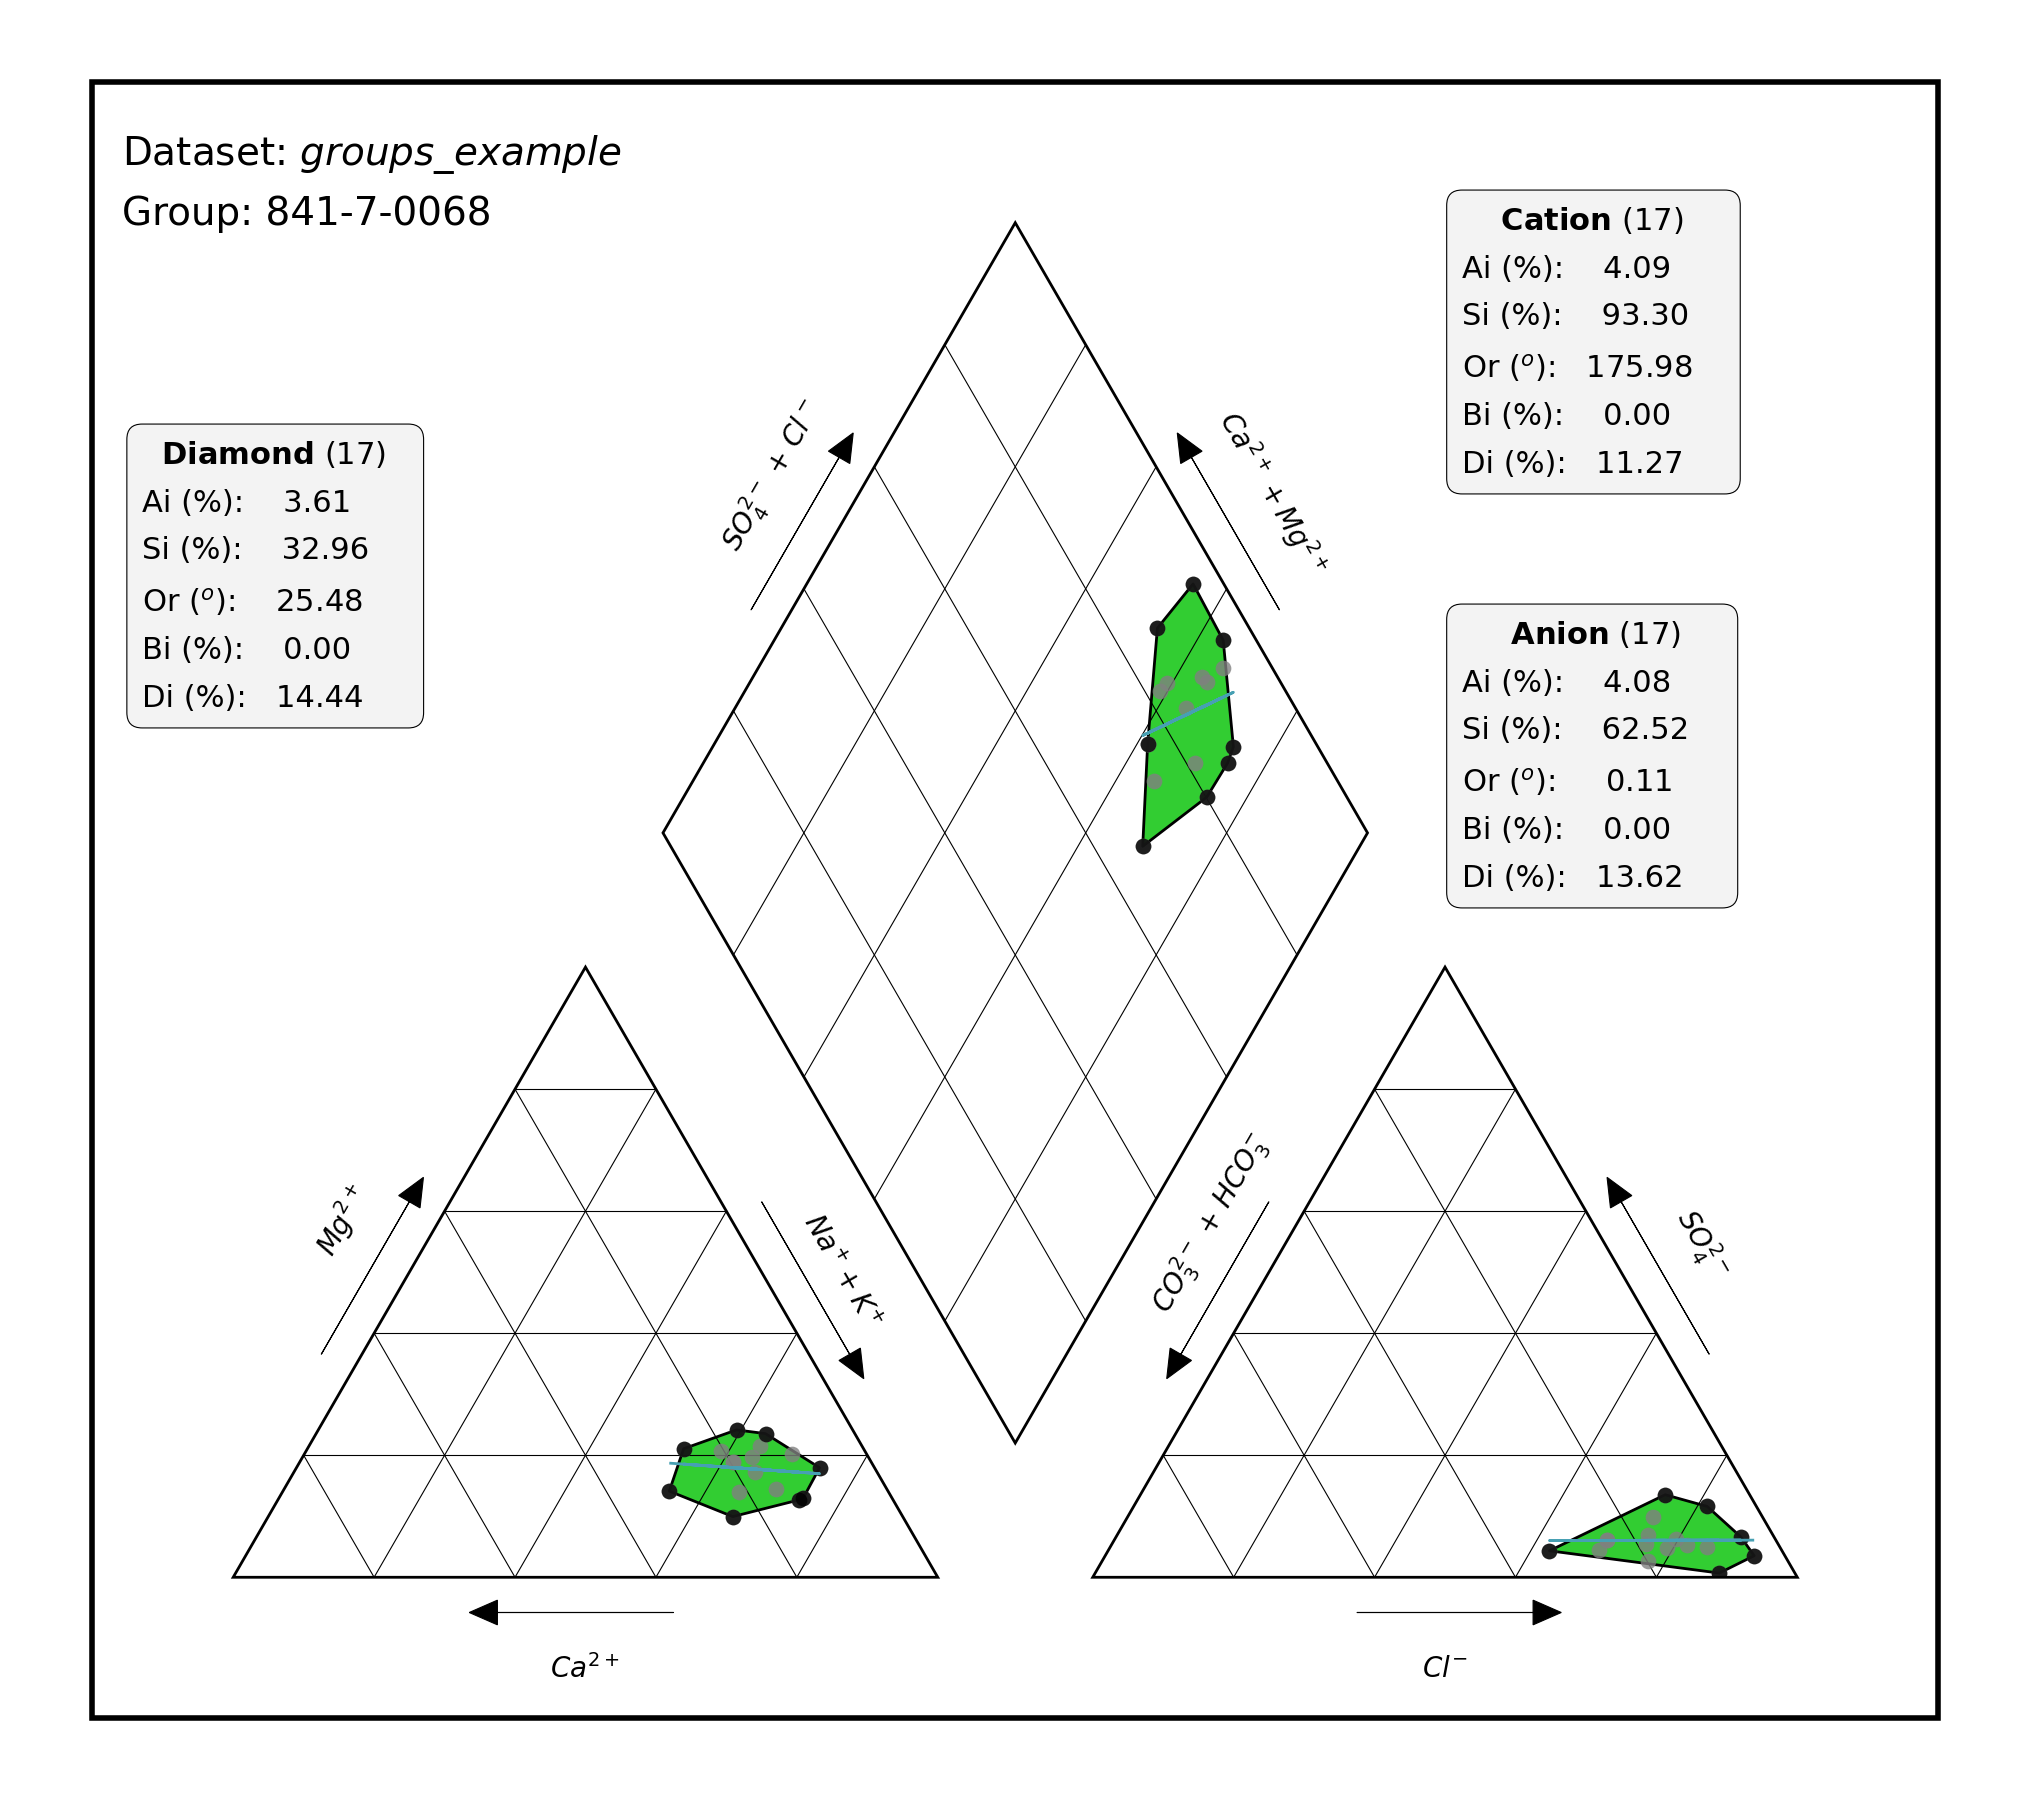 Dataset: groups_example
Group: 841-7-0068
Cation (17)
Ai (%): 4.09
Si (%): 93.30
Or (°): 175.98
Bi (%): 0.00
Di (%): 11.27
Diamond (17)
Ai (%): 3.61
Si (%): 32.96
Or (°): 25.48
Bi (%): 0.00
Di (%): 14.44
Anion (17)
Ai (%): 4.08
Si (%): 62.52
Or (°): 0.11
Bi (%): 0.00
Di (%): 13.62
SO₄²⁻ + Cl⁻
Ca²⁺ + Mg²⁺
Mg²⁺
Na⁺ + K⁺
CO₃²⁻ + HCO₃⁻
SO₄²⁻
Ca²⁺
Cl⁻